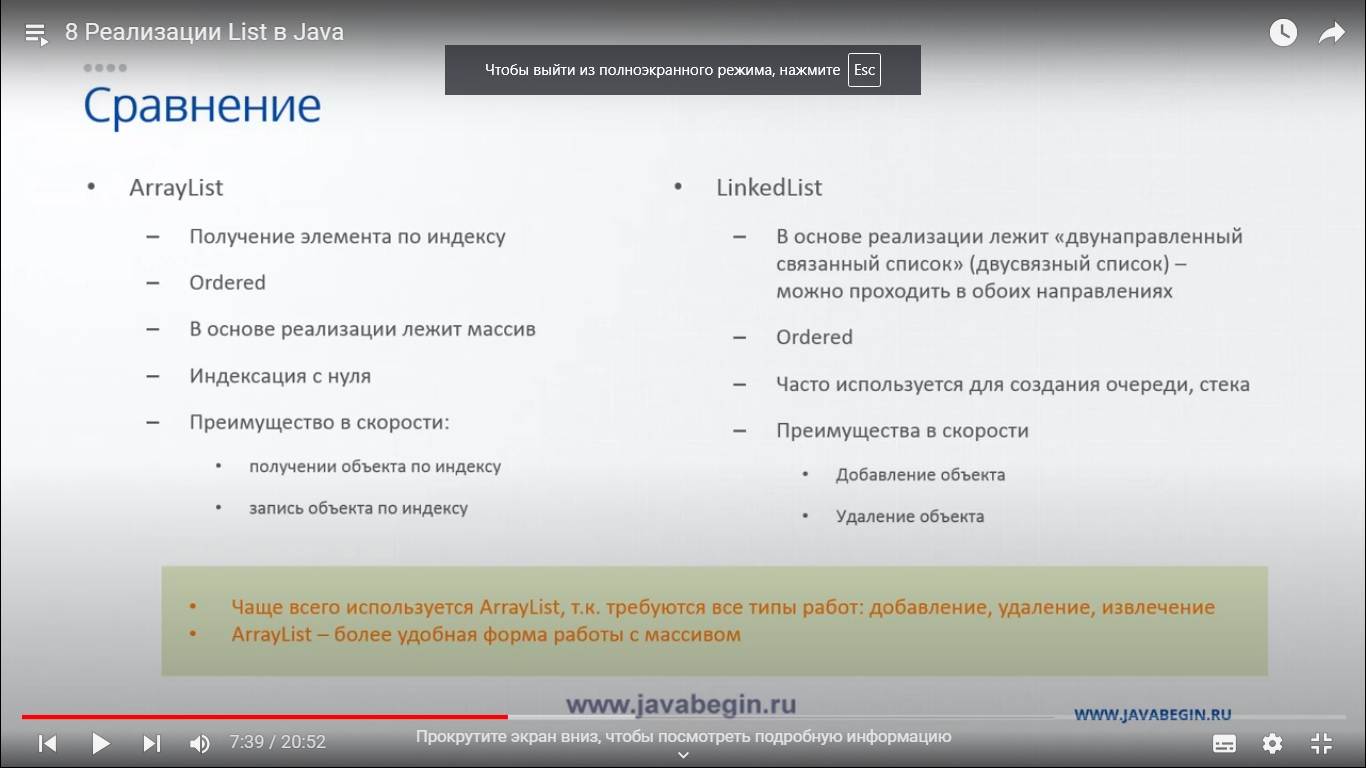 8 Реализации List в Java
Чтобы выйти из полноэкранного режима, нажмите Esc
Сравнение
• ArrayList
– Получение элемента по индексу
– Ordered
– В основе реализации лежит массив
– Индексация с нуля
– Преимущество в скорости:
• получении объекта по индексу
• запись объекта по индексу
• LinkedList
– В основе реализации лежит «двунаправленный
связанный список» (двусвязный список) –
можно проходить в обоих направлениях
– Ordered
– Часто используется для создания очереди, стека
– Преимущества в скорости
• Добавление объекта
• Удаление объекта
• Чаще всего используется ArrayList, т.к. требуются все типы работ: добавление, удаление, извлечение
• ArrayList – более удобная форма работы с массивом
www.javabegin.ru
WWW.JAVABEGIN.RU
7:39 / 20:52
Прокрутите экран вниз, чтобы посмотреть подробную информацию